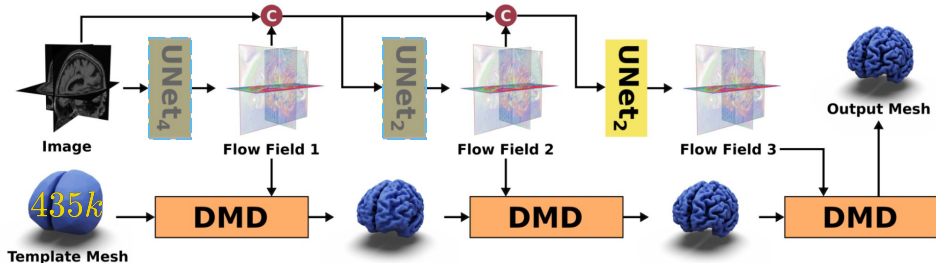 C
C
UNet₄
UNet₂
UNet₂
Image
Flow Field 1
Flow Field 2
Flow Field 3
Output Mesh
435k
DMD
DMD
DMD
Template Mesh